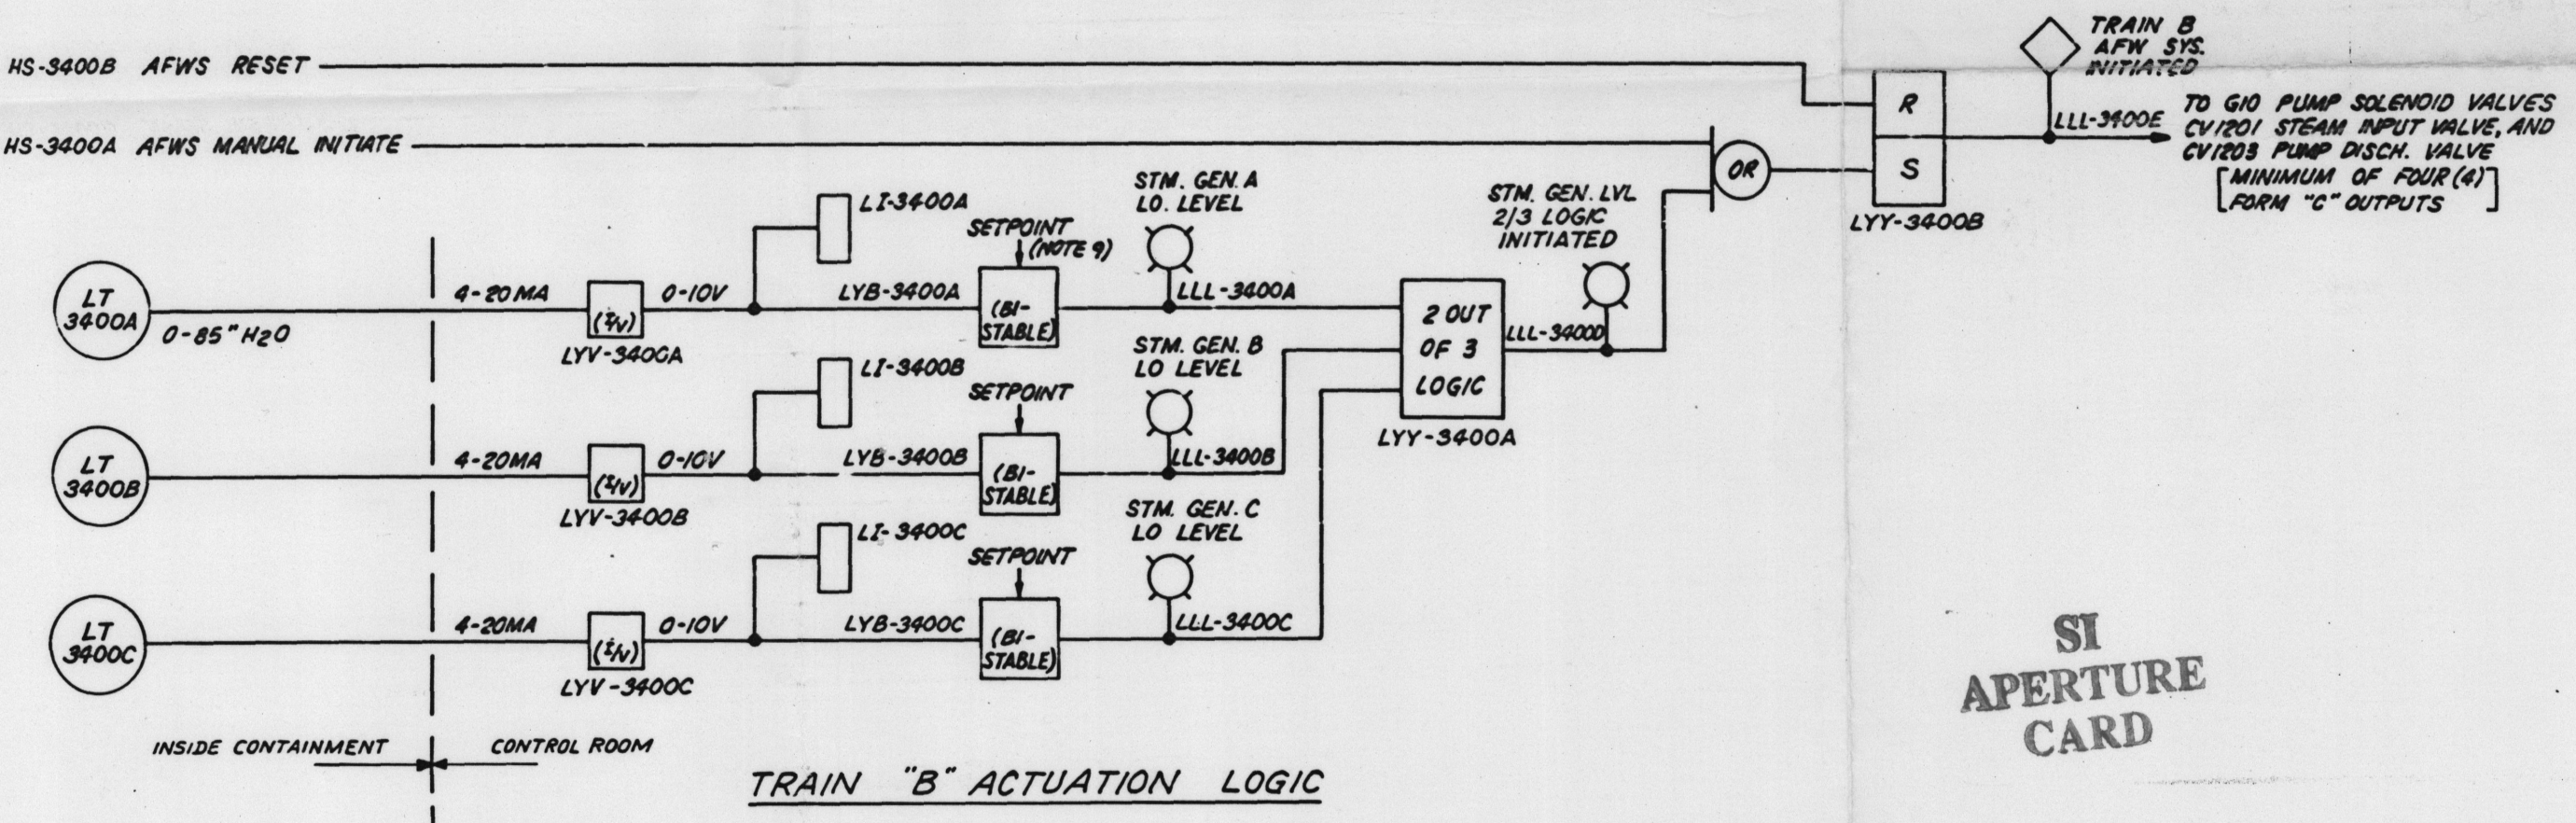 HS-3400B AFWS RESET
HS-3400A AFWS MANUAL INITIATE
TRAIN B
AFW SYS.
INITIATED
R
S
LYY-3400B
LLL-3400E
TO G10 PUMP SOLENOID VALVES
CV1201 STEAM INPUT VALVE, AND
CV1203 PUMP DISCH. VALVE
[MINIMUM OF FOUR (4)
FORM "C" OUTPUTS]
OR
LT
3400A
0-85" H2O
4-20MA
(I/V)
LYV-3400A
0-10V
LI-3400A
LYB-3400A
SETPOINT
(NOTE 9)
(BI-
STABLE)
STM. GEN. A
LO. LEVEL
LLL-3400A
2 OUT
OF 3
LOGIC
LYY-3400A
STM. GEN. LVL
2/3 LOGIC
INITIATED
LLL-3400D
LT
3400B
4-20MA
(I/V)
LYV-3400B
0-10V
LI-3400B
LYB-3400B
SETPOINT
(BI-
STABLE)
STM. GEN. B
LO LEVEL
LLL-3400B
LT
3400C
4-20MA
(I/V)
LYV-3400C
0-10V
LI-3400C
LYB-3400C
SETPOINT
(BI-
STABLE)
STM. GEN. C
LO LEVEL
LLL-3400C
INSIDE CONTAINMENT
CONTROL ROOM
TRAIN "B" ACTUATION LOGIC
SI
APERTURE
CARD